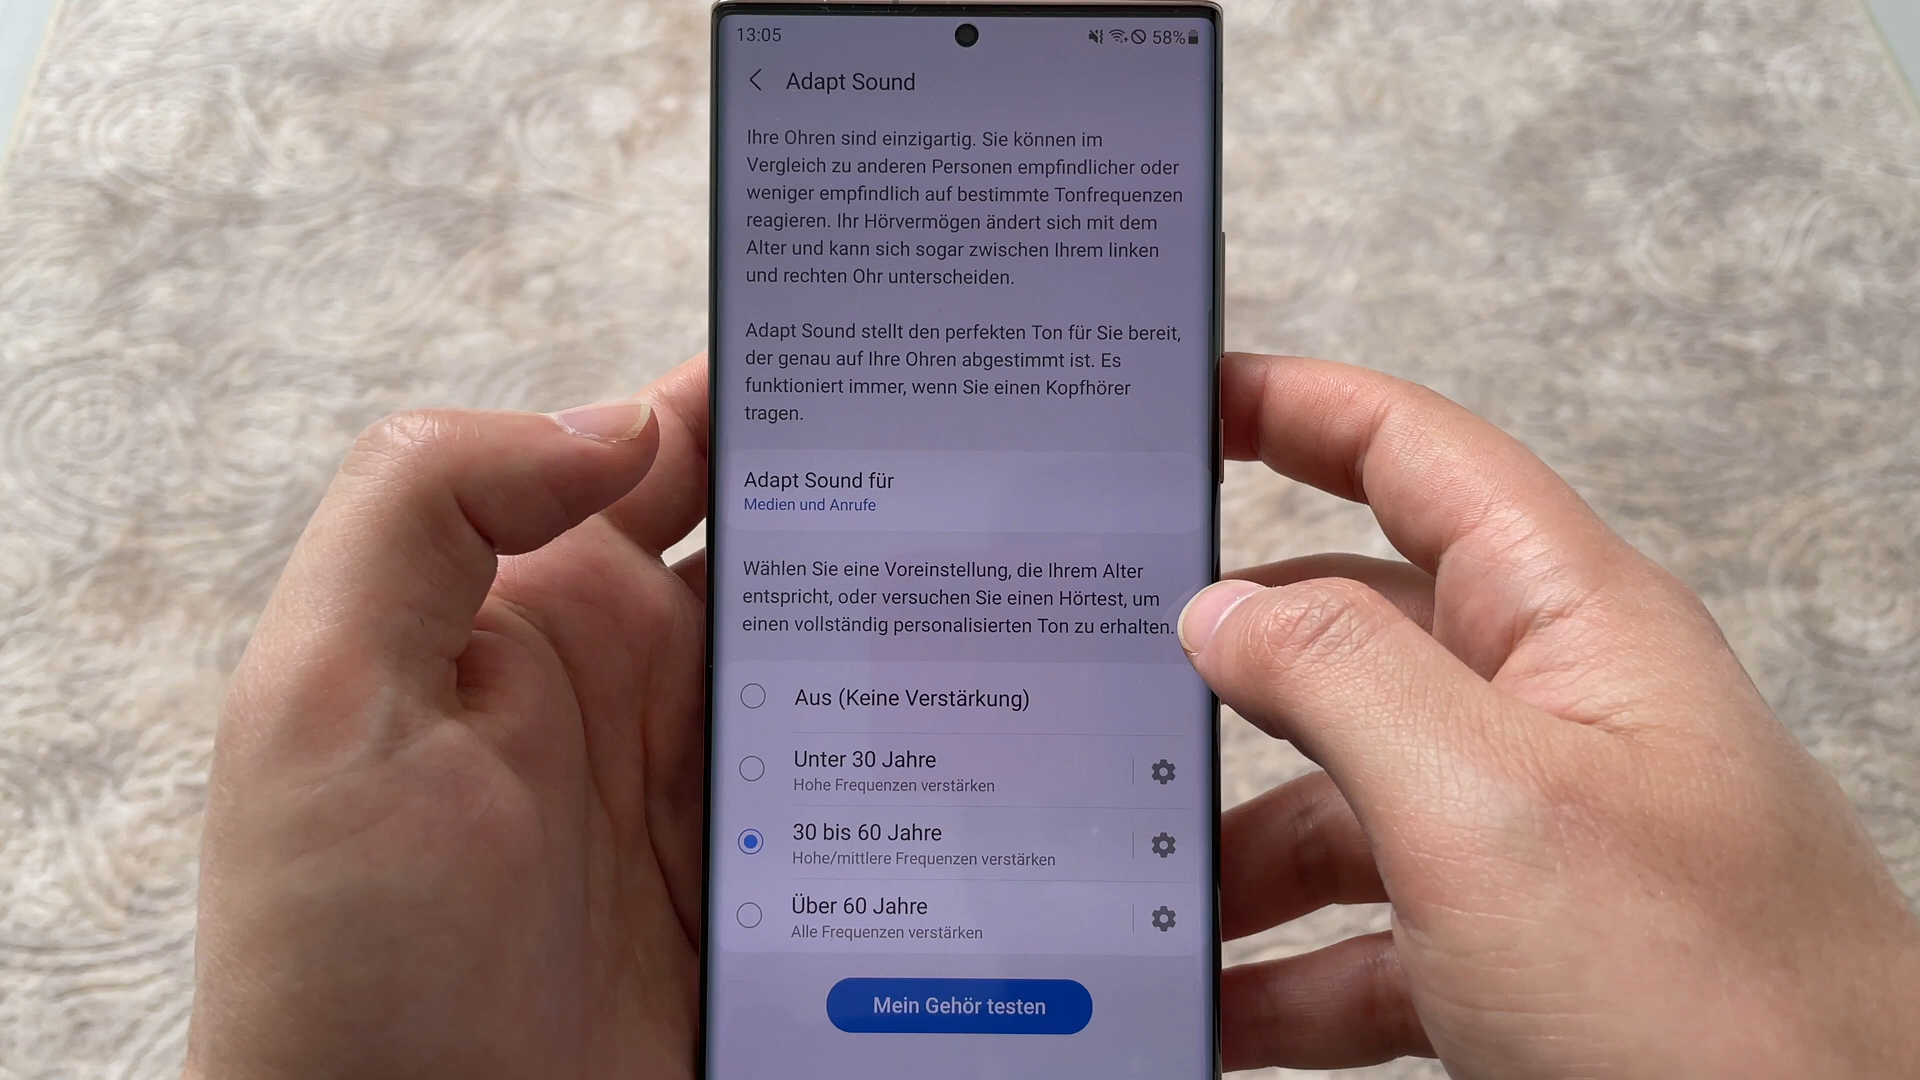 13:05
58%
Adapt Sound
Ihre Ohren sind einzigartig. Sie können im
Vergleich zu anderen Personen empfindlicher oder
weniger empfindlich auf bestimmte Tonfrequenzen
reagieren. Ihr Hörvermögen ändert sich mit dem
Alter und kann sich sogar zwischen Ihrem linken
und rechten Ohr unterscheiden.
Adapt Sound stellt den perfekten Ton für Sie bereit,
der genau auf Ihre Ohren abgestimmt ist. Es
funktioniert immer, wenn Sie einen Kopfhörer
tragen.
Adapt Sound für
Medien und Anrufe
Wählen Sie eine Voreinstellung, die Ihrem Alter
entspricht, oder versuchen Sie einen Hörtest, um
einen vollständig personalisierten Ton zu erhalten.
Aus (Keine Verstärkung)
Unter 30 Jahre
Hohe Frequenzen verstärken
30 bis 60 Jahre
Hohe/mittlere Frequenzen verstärken
Über 60 Jahre
Alle Frequenzen verstärken
Mein Gehör testen